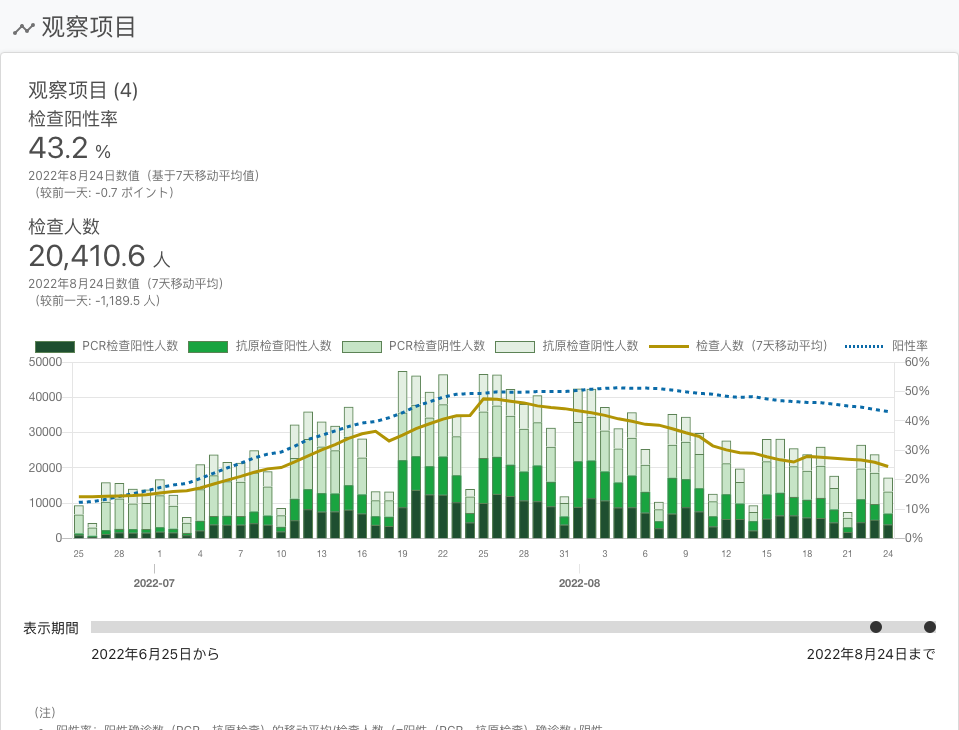 观察项目
观察项目 (4)
检查阳性率
43.2 %
2022年8月24日数值（基于7天移动平均值）
（较前一天: -0.7 ポイント）
检查人数
20,410.6 人
2022年8月24日数值（7天移动平均）
（较前一天: -1,189.5 人）
PCR检查阳性人数 抗原检查阳性人数 PCR检查阴性人数 抗原检查阴性人数 检查人数（7天移动平均） 阳性率
50000 60%
40000 50%
30000 40%
20000 30%
10000 20%
0 10%
0%
25 28 1 4 7 10 13 16 19 22 25 28 31 3 6 9 12 15 18 21 24
2022-07 2022-08
表示期間
2022年6月25日から 2022年8月24日まで
（注）
阳性率：阳性确诊数（PCR・抗原检查）的移动平均/检查人数（=阳性（PCR・抗原检查）确诊数+阴性